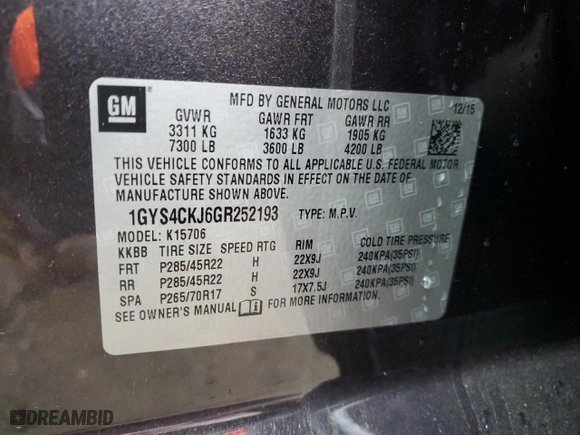 GM
MFD BY GENERAL MOTORS LLC 12/15
GVWR GAWR FRT GAWR RR
3311 KG 1633 KG 1905 KG
7300 LB 3600 LB 4200 LB
THIS VEHICLE CONFORMS TO ALL APPLICABLE U.S. FEDERAL MOTOR
VEHICLE SAFETY STANDARDS IN EFFECT ON THE DATE OF
MANUFACTURE SHOWN ABOVE.
1GYS4CKJ6GR252193 TYPE: M.P.V.
MODEL: K15706
KKBB TIRE SIZE SPEED RTG RIM COLD TIRE PRESSURE
FRT P285/45R22 H 22X9J 240KPA(35PSI)
RR P285/45R22 H 22X9J 240KPA(35PSI)
SPA P265/70R17 S 17X7.5J 240KPA(35PSI)
SEE OWNER'S MANUAL FOR MORE INFORMATION.
DREAMBID